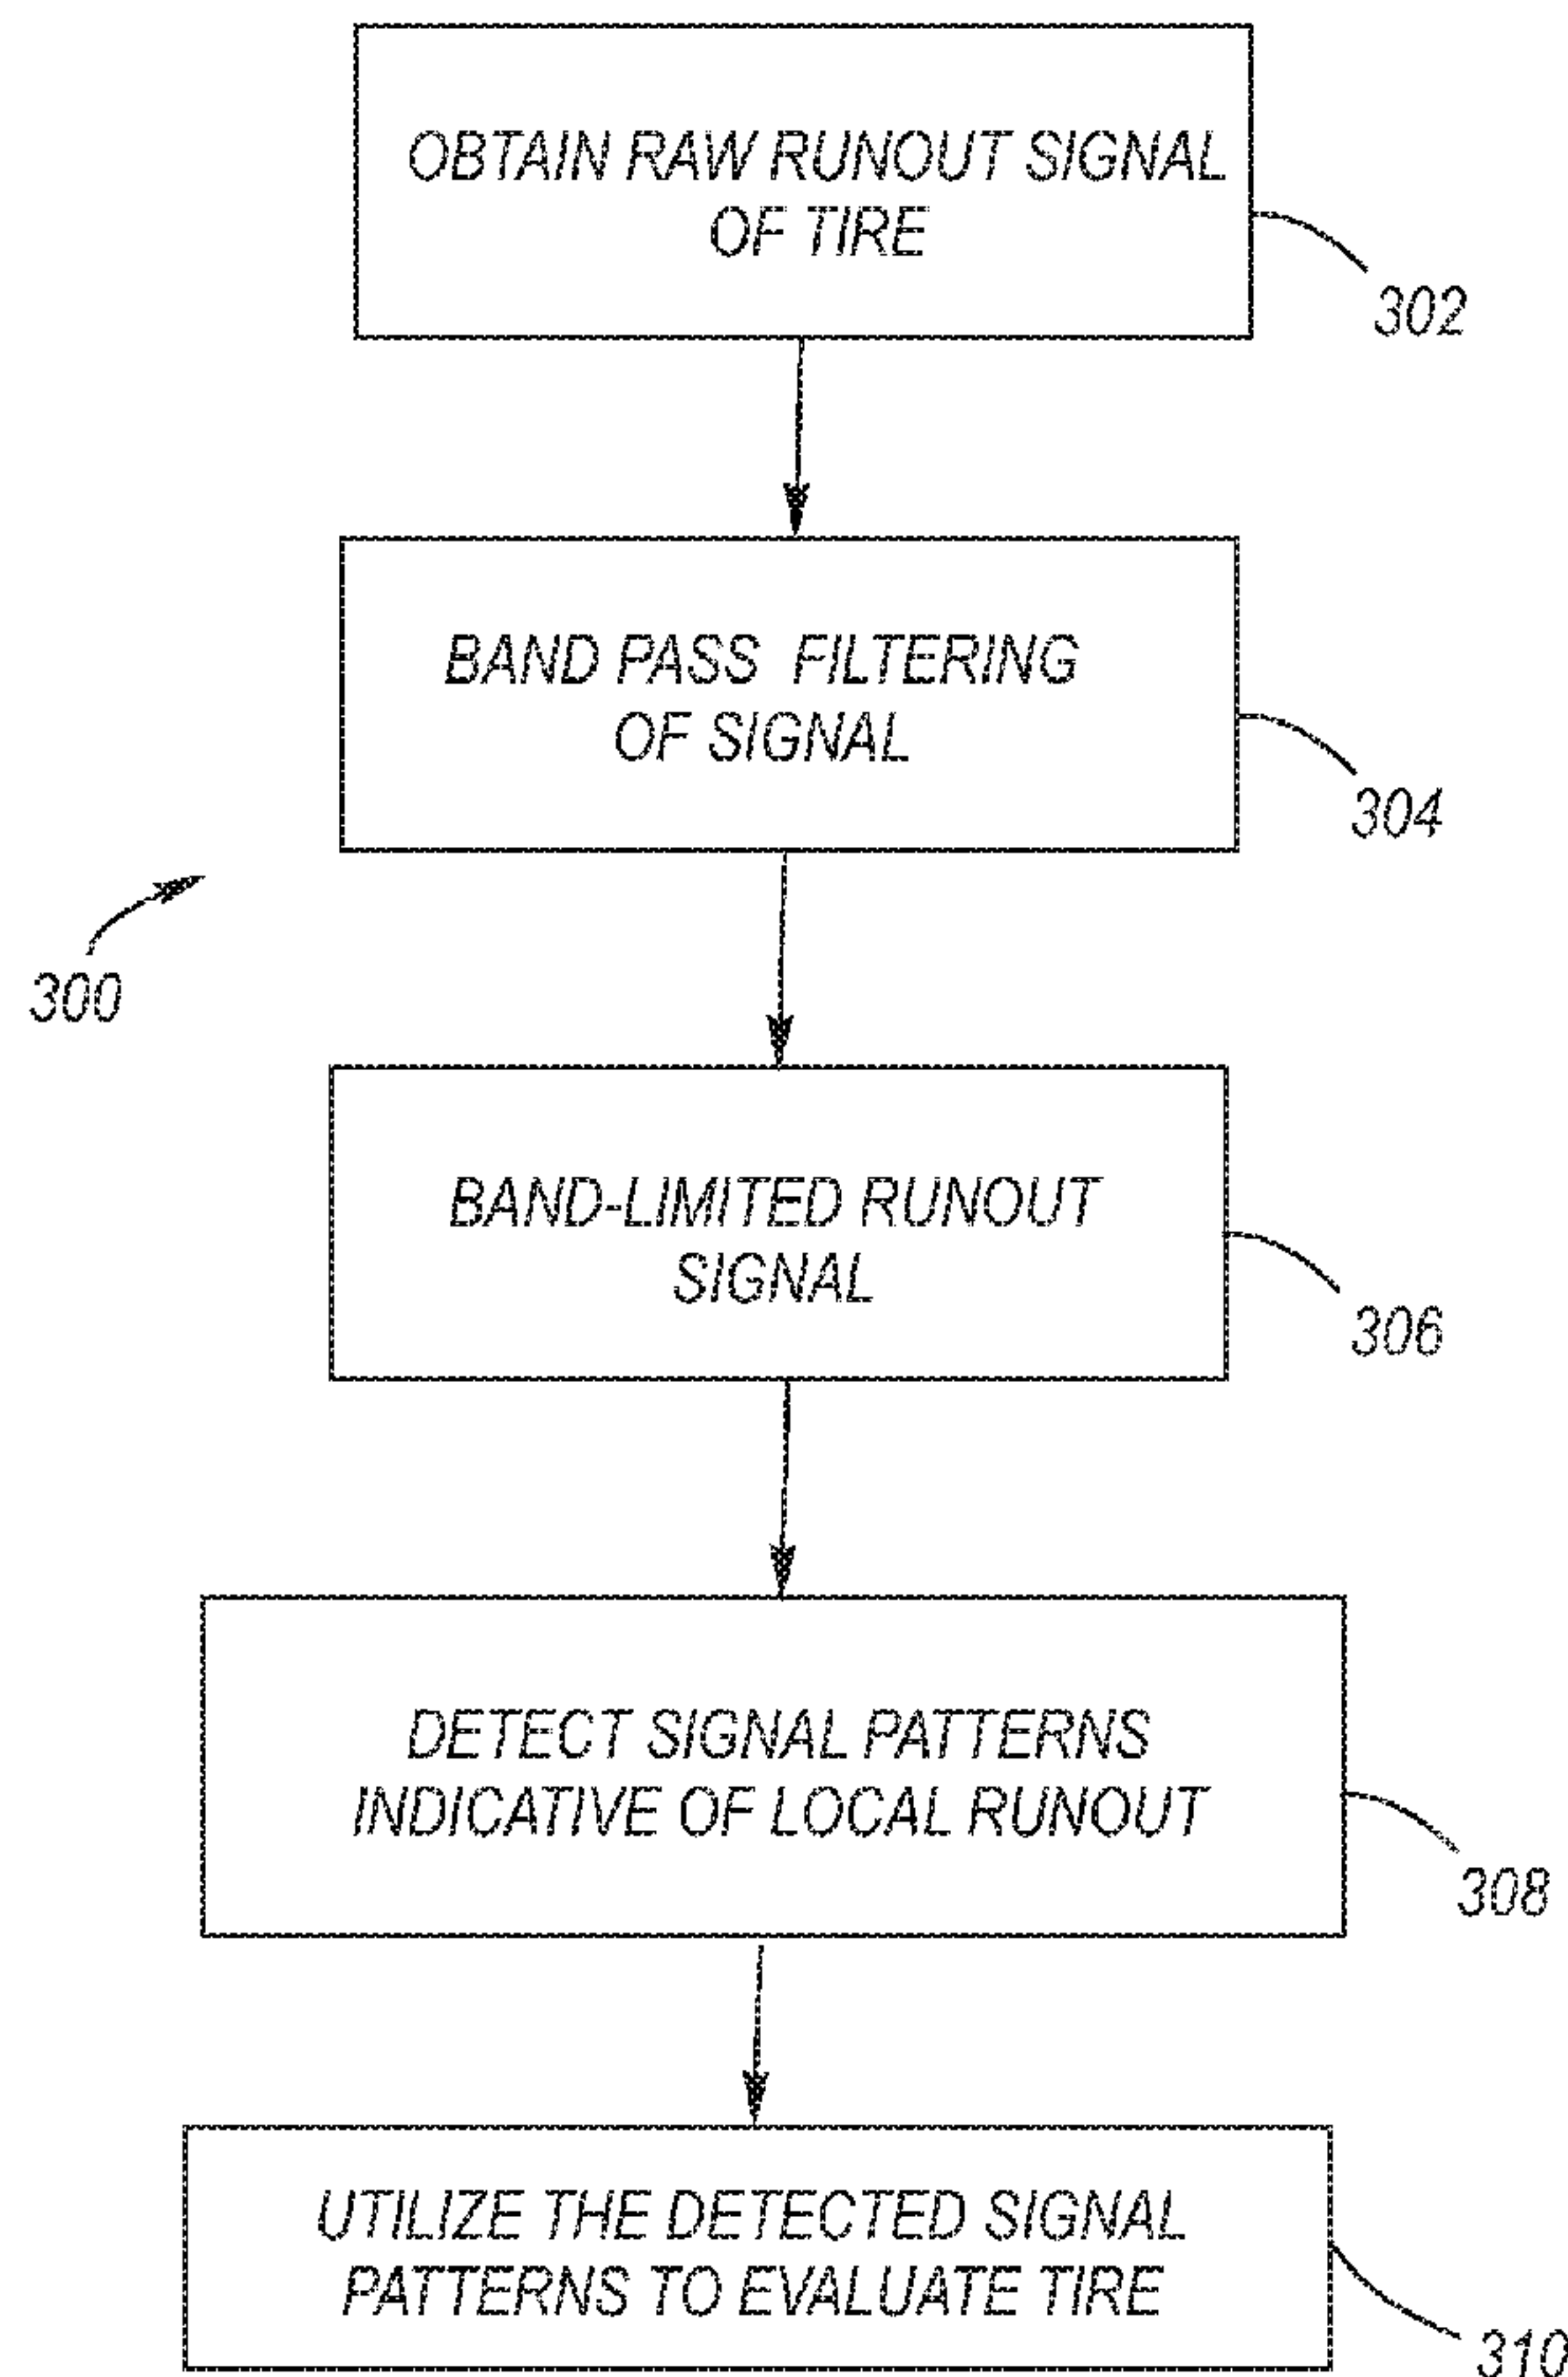 OBTAIN RAW RUNOUT SIGNAL
OF TIRE
302
BAND PASS FILTERING
OF SIGNAL
304
300
BAND-LIMITED RUNOUT
SIGNAL
306
DETECT SIGNAL PATTERNS
INDICATIVE OF LOCAL RUNOUT
308
UTILIZE THE DETECTED SIGNAL
PATTERNS TO EVALUATE TIRE
310